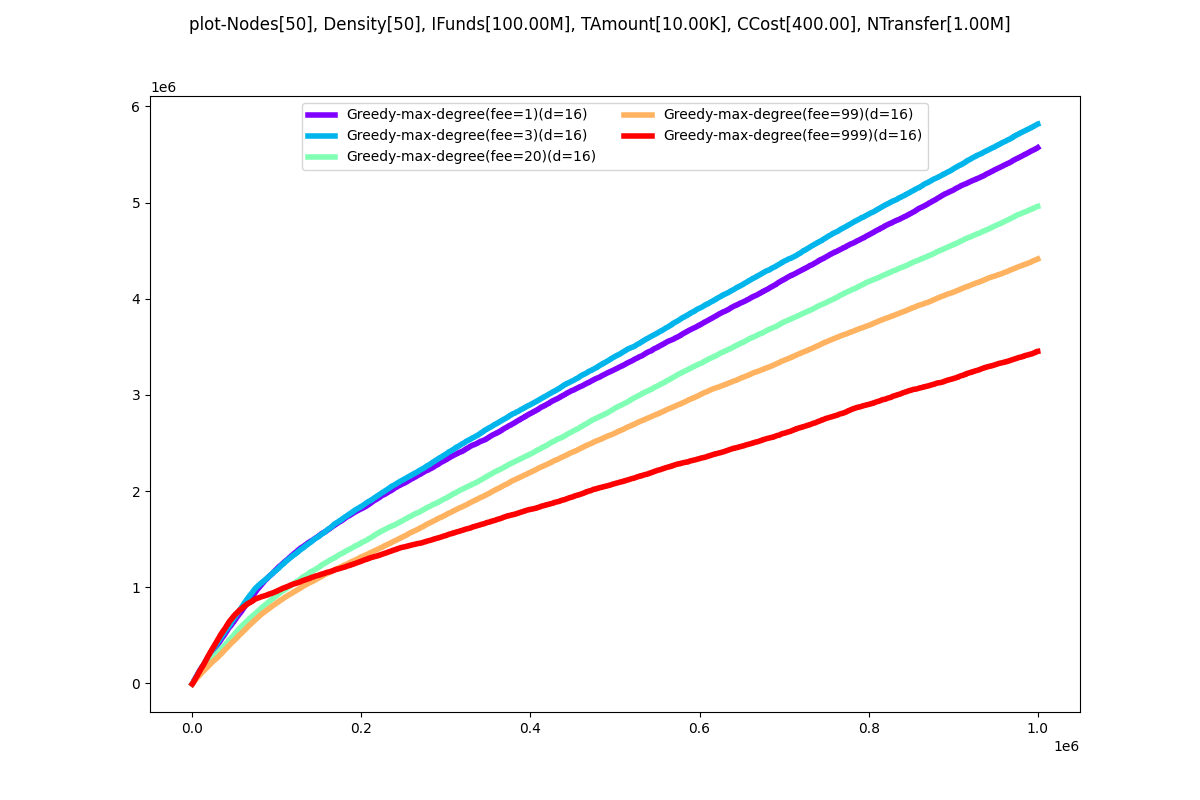 plot-Nodes[50], Density[50], IFunds[100.00M], TAmount[10.00K], CCost[400.00], NTransfer[1.00M]
1e6
Greedy-max-degree(fee=1)(d=16)
Greedy-max-degree(fee=3)(d=16)
Greedy-max-degree(fee=20)(d=16)
Greedy-max-degree(fee=99)(d=16)
Greedy-max-degree(fee=999)(d=16)
6
5
4
3
2
1
0
0.0 0.2 0.4 0.6 0.8 1.0
1e6